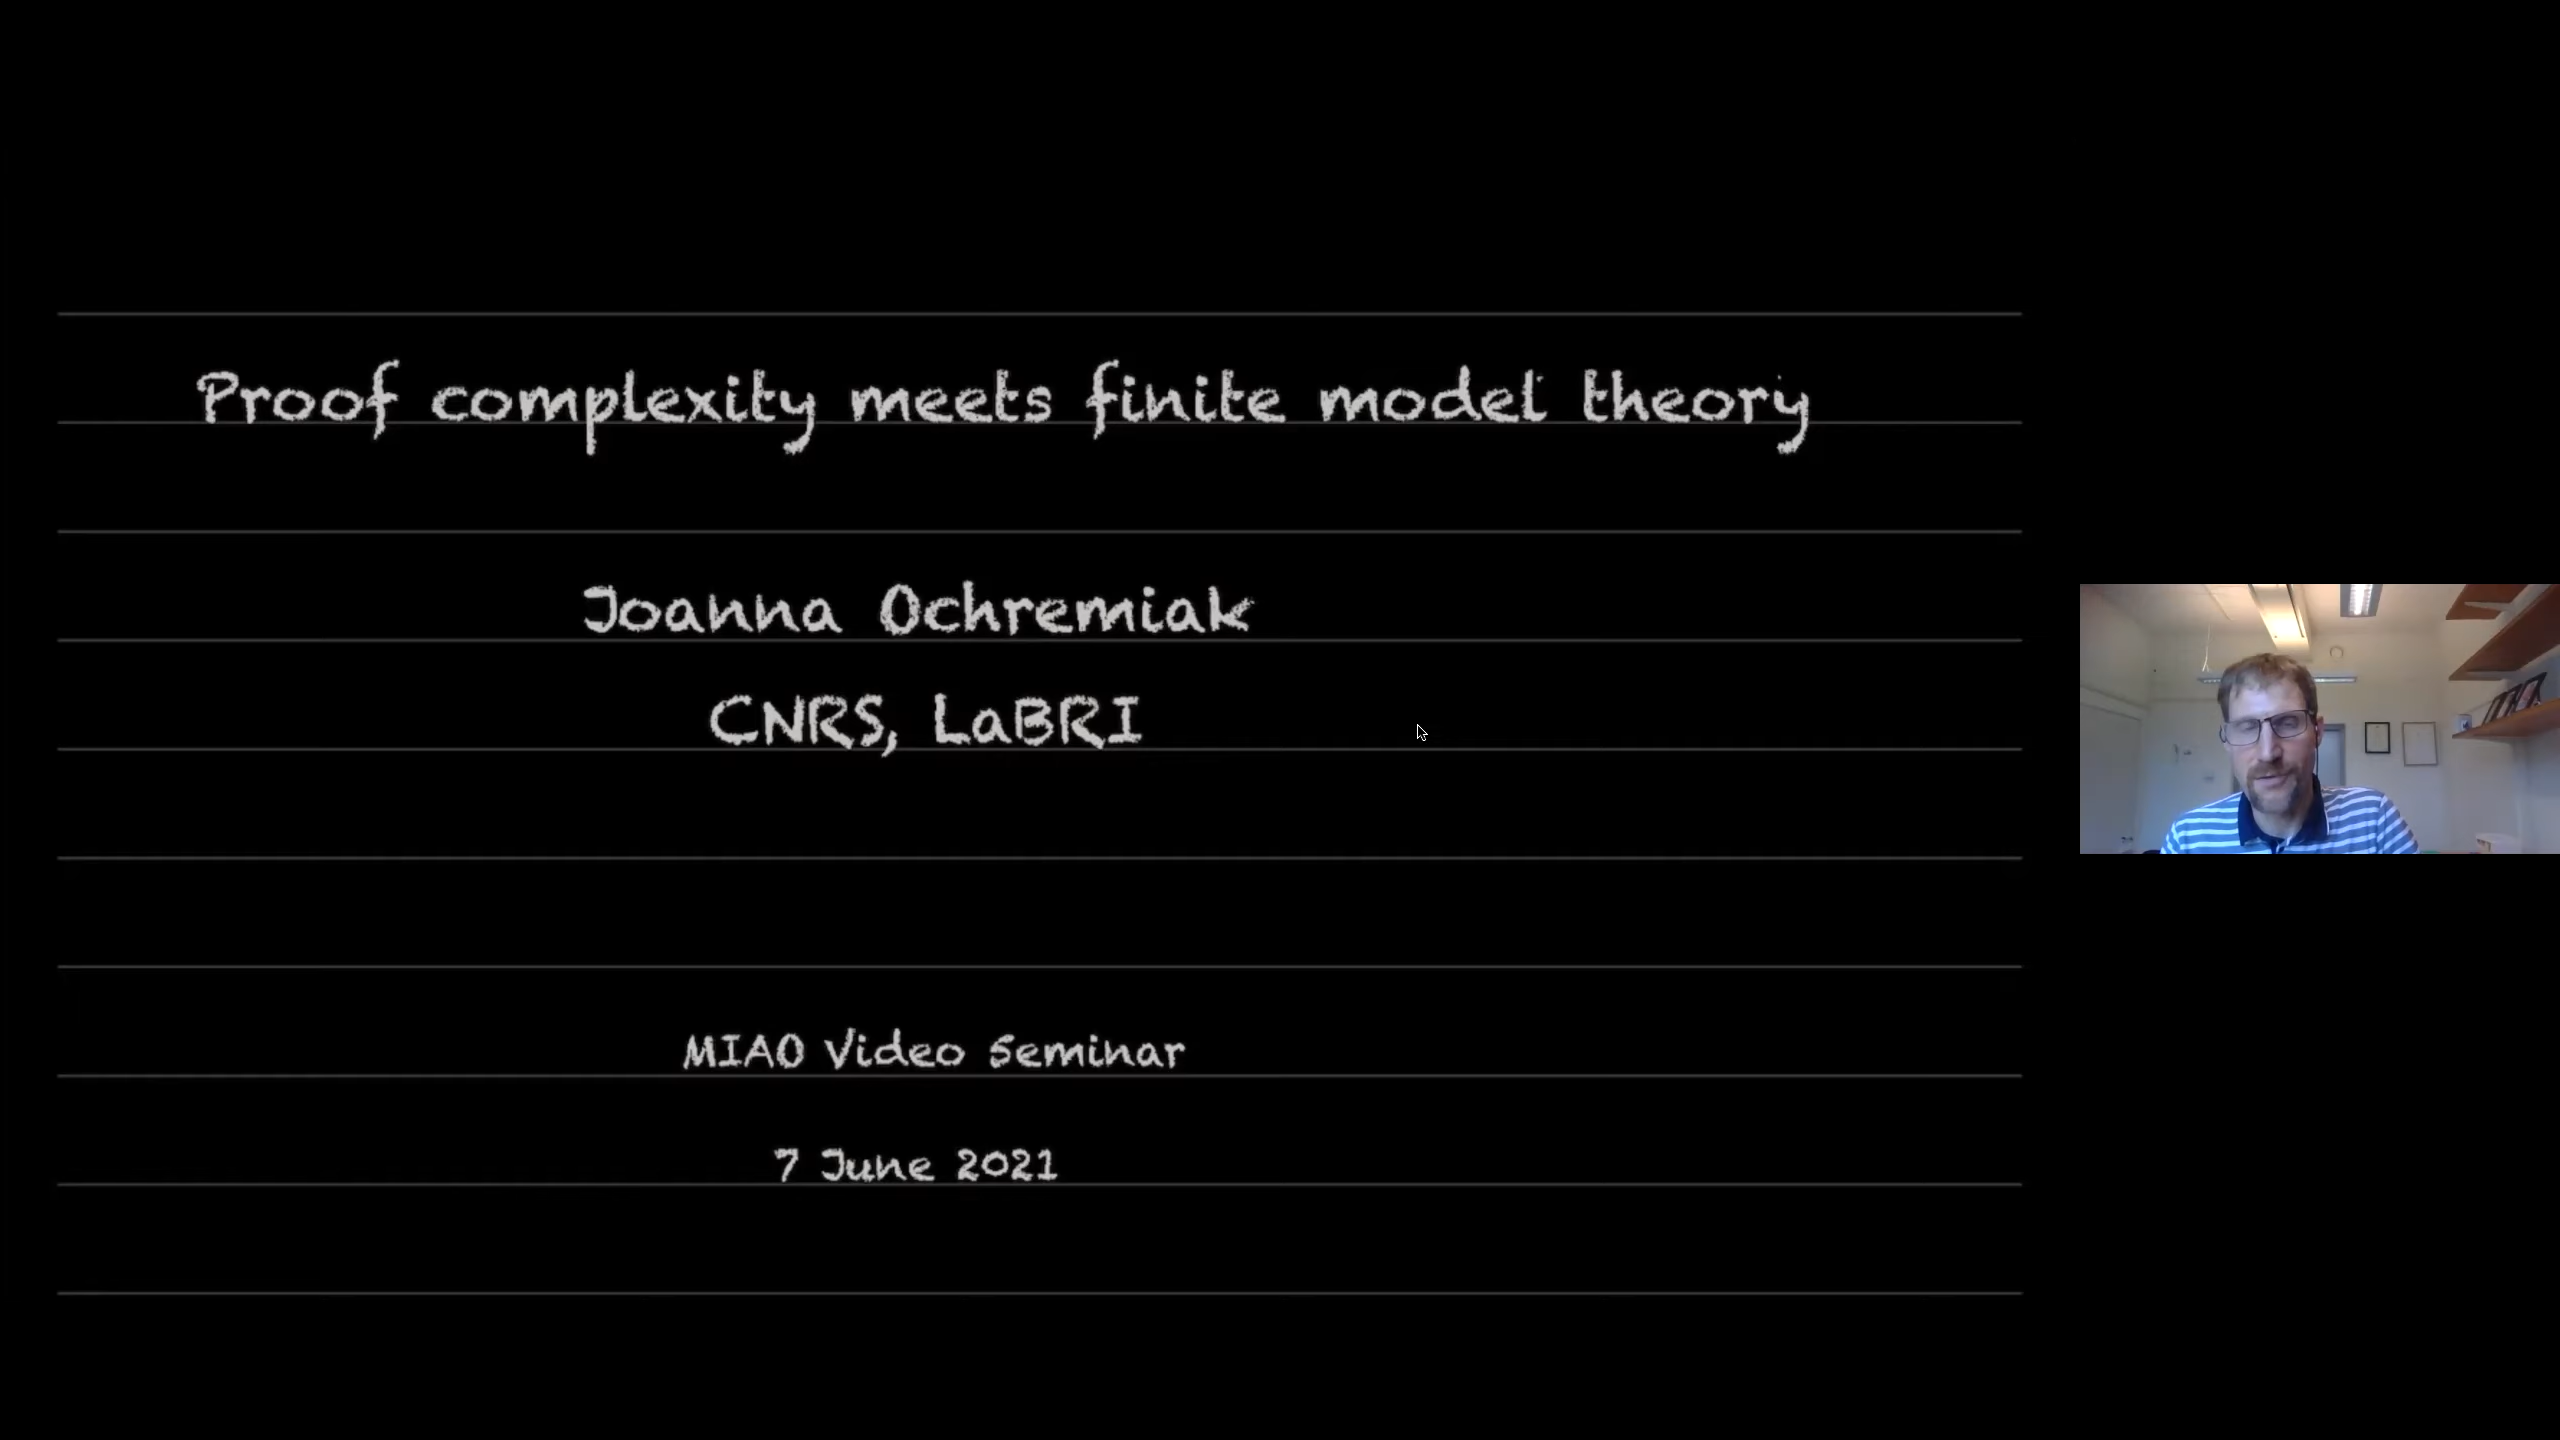 Proof complexity meets finite model theory
Joanna Ochremiak
CNRS, LaBRI
MIAO Video Seminar
7 June 2021